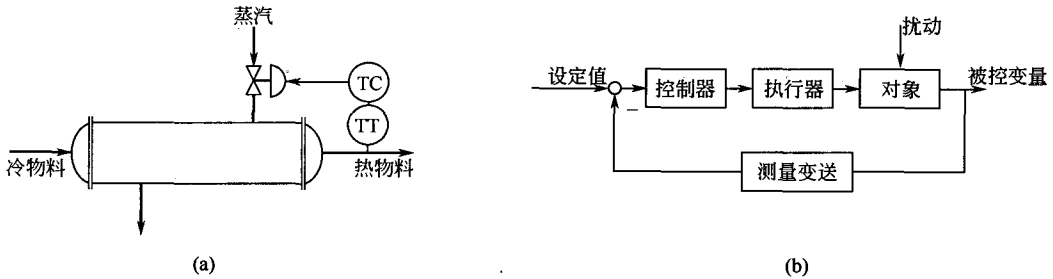 蒸汽
TC
TT
冷物料
热物料
(a)
扰动
设定值
控制器
执行器
对象
被控变量
−
测量变送
(b)